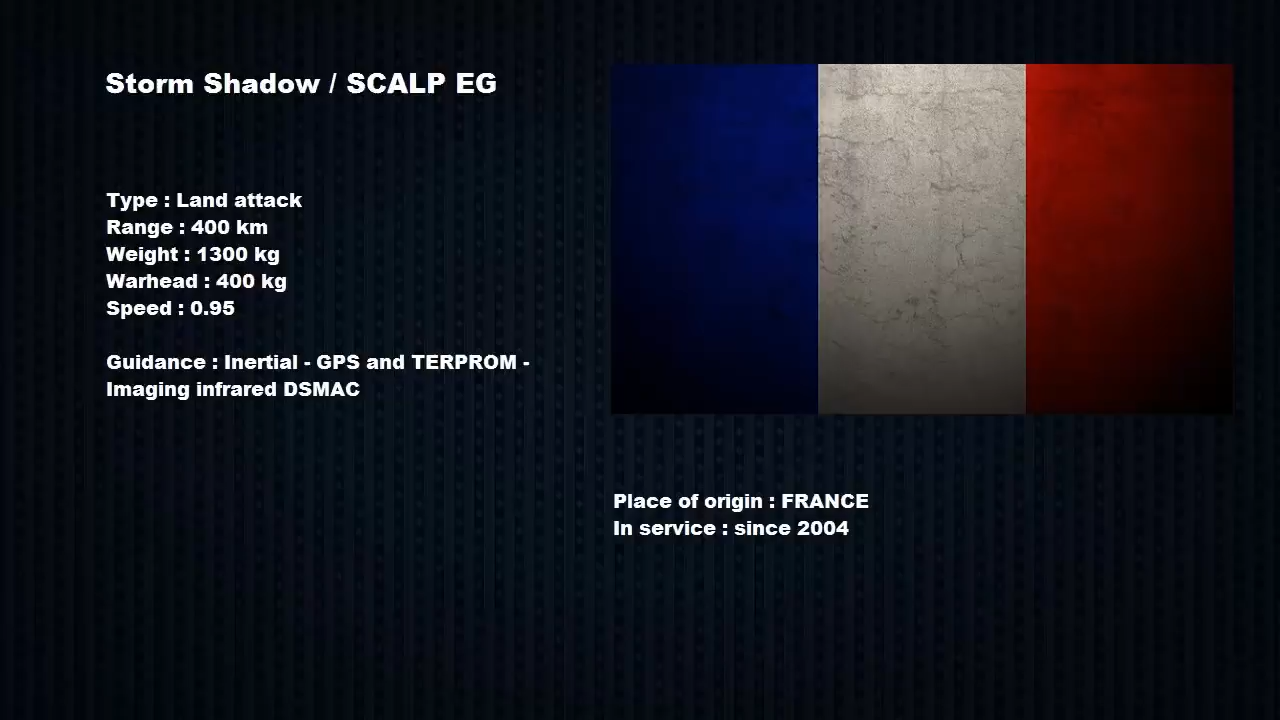 Storm Shadow / SCALP EG
Type : Land attack
Range : 400 km
Weight : 1300 kg
Warhead : 400 kg
Speed : 0.95
Guidance : Inertial - GPS and TERPROM -
Imaging infrared DSMAC
Place of origin : FRANCE
In service : since 2004